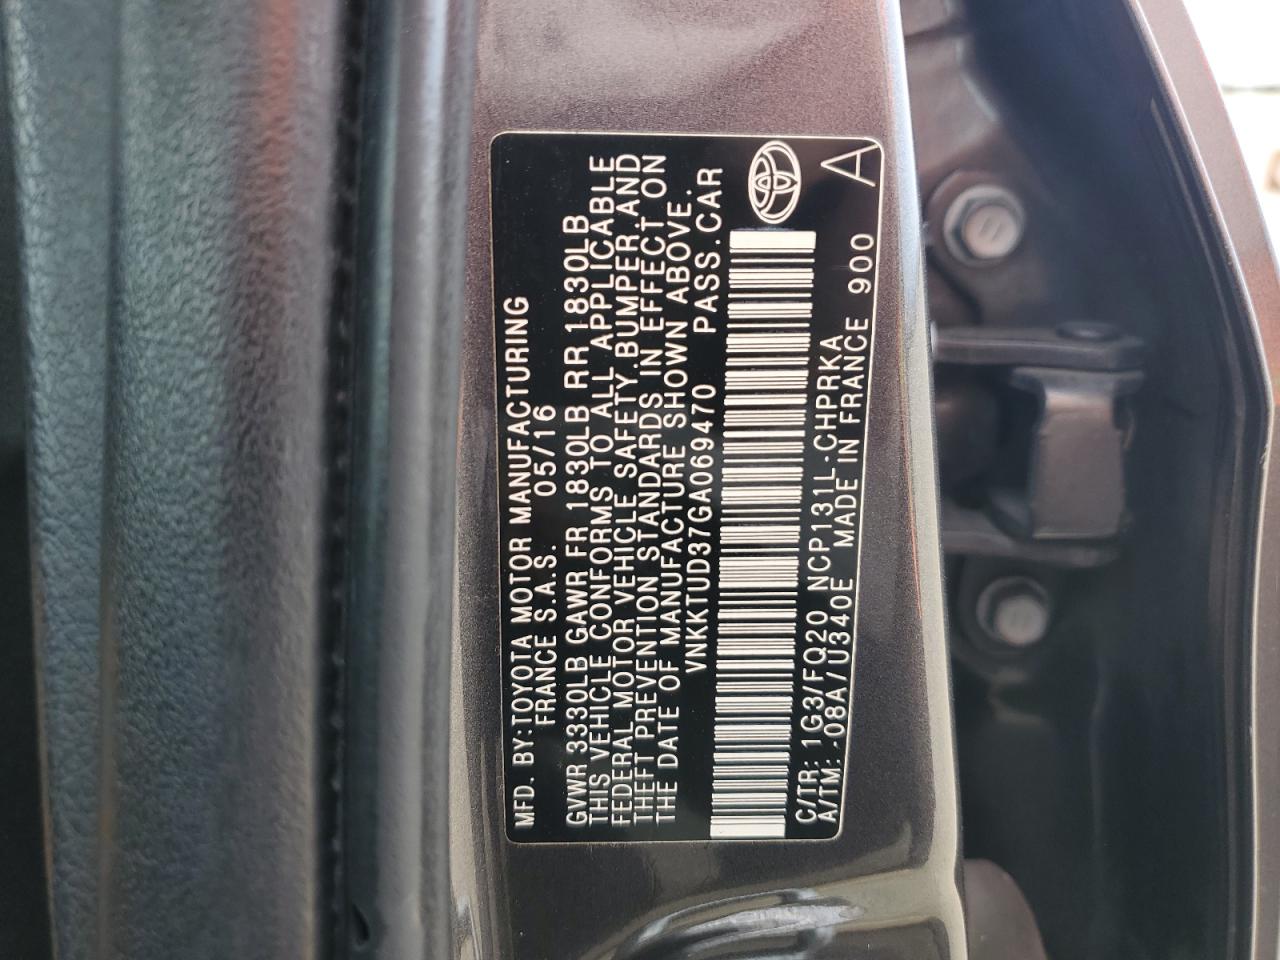 MFD. BY:TOYOTA MOTOR MANUFACTURING
FRANCE S.A.S. 05/16
GVWR 3330LB GAWR FR 1830LB RR 1830LB
THIS VEHICLE CONFORMS TO ALL APPLICABLE
FEDERAL MOTOR VEHICLE SAFETY,BUMPER,AND
THEFT PREVENTION STANDARDS IN EFFECT ON
THE DATE OF MANUFACTURE SHOWN ABOVE.
VNKKTUD37GA069470 PASS.CAR
C/TR: 1G3/FQ20 NCP131L-CHPRKA
A/TM: -08A/U340E MADE IN FRANCE 900 A